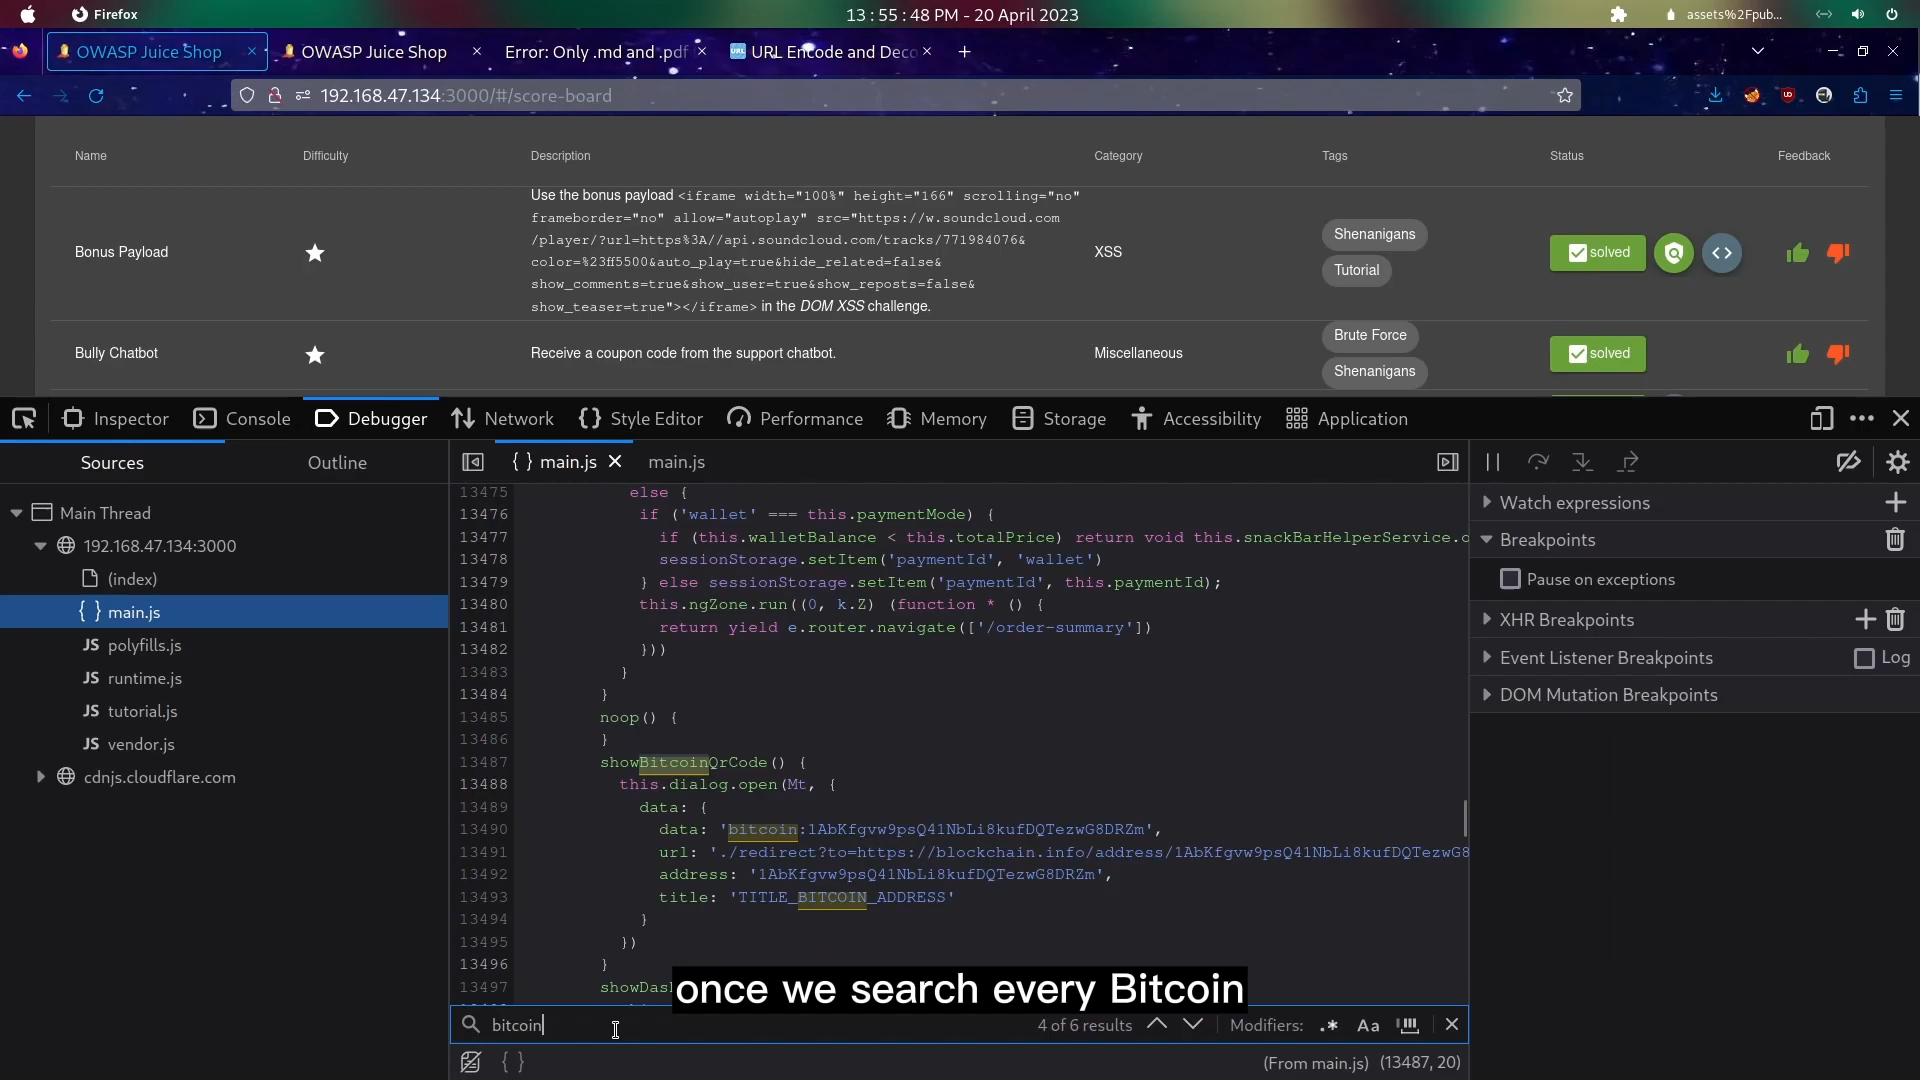 Firefox
13 : 55 : 48 PM - 20 April 2023
assets%2Fpub...
OWASP Juice Shop
OWASP Juice Shop
Error: Only .md and .pdf
URL Encode and Deco
192.168.47.134:3000/#/score-board
Name Difficulty Description Category Tags Status Feedback
Use the bonus payload <iframe width="100%" height="166" scrolling="no"
frameborder="no" allow="autoplay" src="https://w.soundcloud.com
/player/?url=https%3A//api.soundcloud.com/tracks/771984076&
color=%23ff5500&auto_play=true&hide_related=false&
show_comments=true&show_user=true&show_reposts=false&
show_teaser=true"></iframe> in the DOM XSS challenge.
Bonus Payload
XSS
Shenanigans
Tutorial
solved
Bully Chatbot
Receive a coupon code from the support chatbot.
Miscellaneous
Brute Force
Shenanigans
solved
Inspector Console Debugger Network Style Editor Performance Memory Storage Accessibility Application
Sources Outline
Main Thread
192.168.47.134:3000
(index)
{ } main.js
JS polyfills.js
JS runtime.js
JS tutorial.js
JS vendor.js
cdnjs.cloudflare.com
{ } main.js
main.js
13475 else {
13476 if ('wallet' === this.paymentMode) {
13477 if (this.walletBalance < this.totalPrice) return void this.snackBarHelperService.o
13478 sessionStorage.setItem('paymentId', 'wallet')
13479 } else sessionStorage.setItem('paymentId', this.paymentId);
13480 this.ngZone.run((0, k.Z) (function * () {
13481 return yield e.router.navigate(['/order-summary'])
13482 }))
13483 }
13484 }
13485 noop() {
13486 }
13487 showBitcoinQrCode() {
13488 this.dialog.open(Mt, {
13489 data: {
13490 data: 'bitcoin:1AbKfgvw9psQ41NbLi8kufDQTezwG8DRZm',
13491 url: './redirect?to=https://blockchain.info/address/1AbKfgvw9psQ41NbLi8kufDQTezwG8
13492 address: '1AbKfgvw9psQ41NbLi8kufDQTezwG8DRZm',
13493 title: 'TITLE_BITCOIN_ADDRESS'
13494 }
13495 })
13496 }
13497 showDas
once we search every Bitcoin
bitcoin
4 of 6 results
Modifiers: .* Aa
{ }
(From main.js) (13487, 20)
Watch expressions
Breakpoints
Pause on exceptions
XHR Breakpoints
Event Listener Breakpoints
Log
DOM Mutation Breakpoints